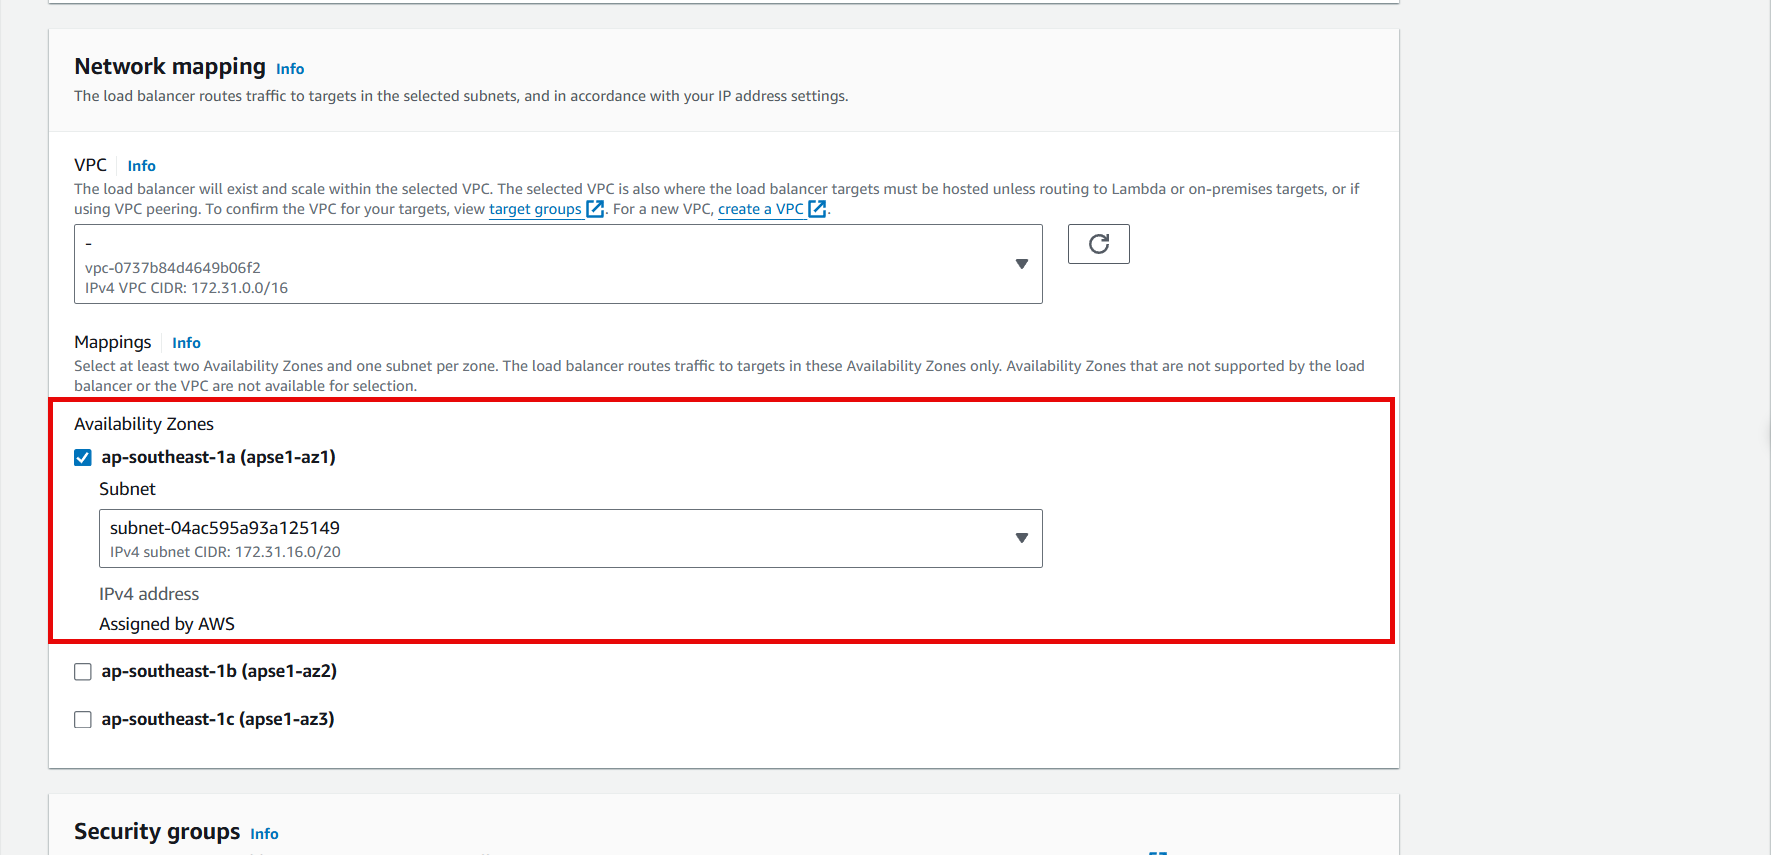 Network mapping Info
The load balancer routes traffic to targets in the selected subnets, and in accordance with your IP address settings.
VPC Info
The load balancer will exist and scale within the selected VPC. The selected VPC is also where the load balancer targets must be hosted unless routing to Lambda or on-premises targets, or if
using VPC peering. To confirm the VPC for your targets, view target groups. For a new VPC, create a VPC.
-
vpc-0737b84d4649b06f2
IPv4 VPC CIDR: 172.31.0.0/16
Mappings Info
Select at least two Availability Zones and one subnet per zone. The load balancer routes traffic to targets in these Availability Zones only. Availability Zones that are not supported by the load
balancer or the VPC are not available for selection.
Availability Zones
ap-southeast-1a (apse1-az1)
Subnet
subnet-04ac595a93a125149
IPv4 subnet CIDR: 172.31.16.0/20
IPv4 address
Assigned by AWS
ap-southeast-1b (apse1-az2)
ap-southeast-1c (apse1-az3)
Security groups Info